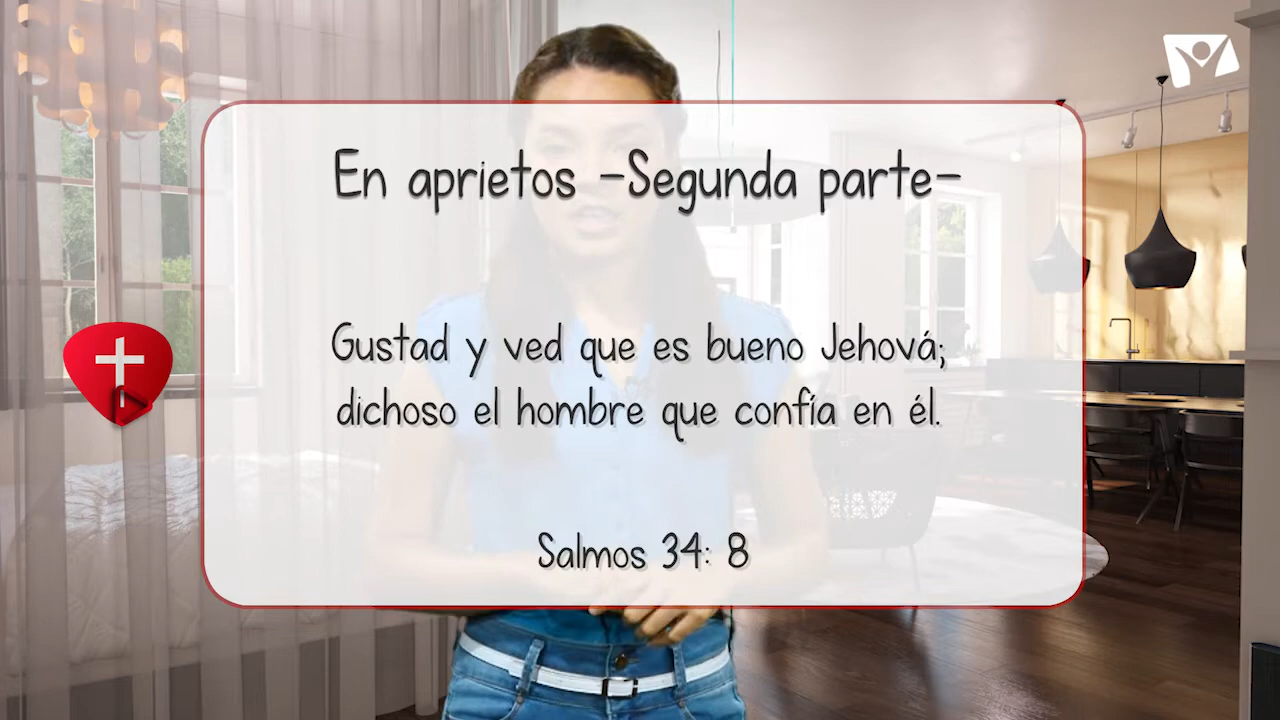 En aprietos -Segunda parte-
Gustad y ved que es bueno Jehová;
dichoso el hombre que confía en él.
Salmos 34: 8